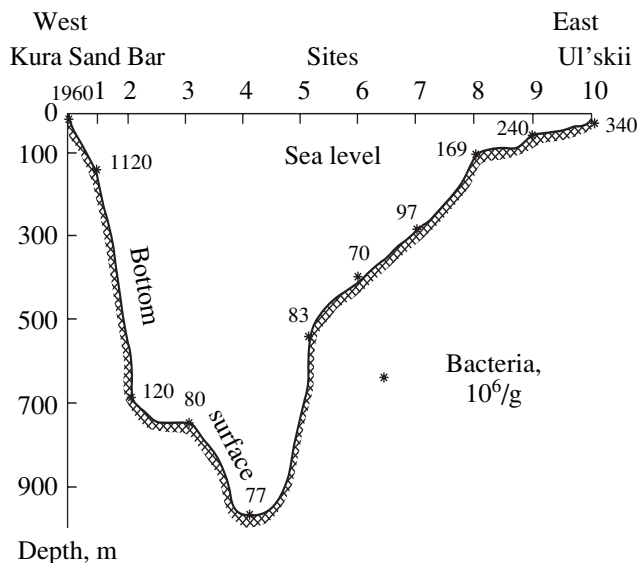 West East
Kura Sand Bar Sites Ul'skii
1960 1 2 3 4 5 6 7 8 9 10
0 240 340
100 1120 Sea level 169
300 97
70
Bottom
500 83
Bacteria,
10⁶/g
700 120 80
surface
900 77
Depth, m